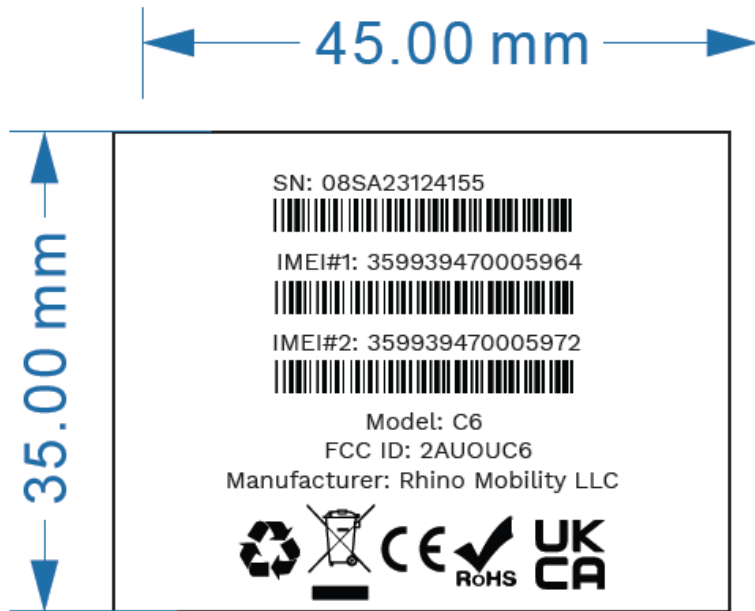 45.00 mm
35.00 mm
SN: 08SA23124155
IMEI#1: 359939470005964
IMEI#2: 359939470005972
Model: C6
FCC ID: 2AUOUC6
Manufacturer: Rhino Mobility LLC
CE
RoHS
UK
CA